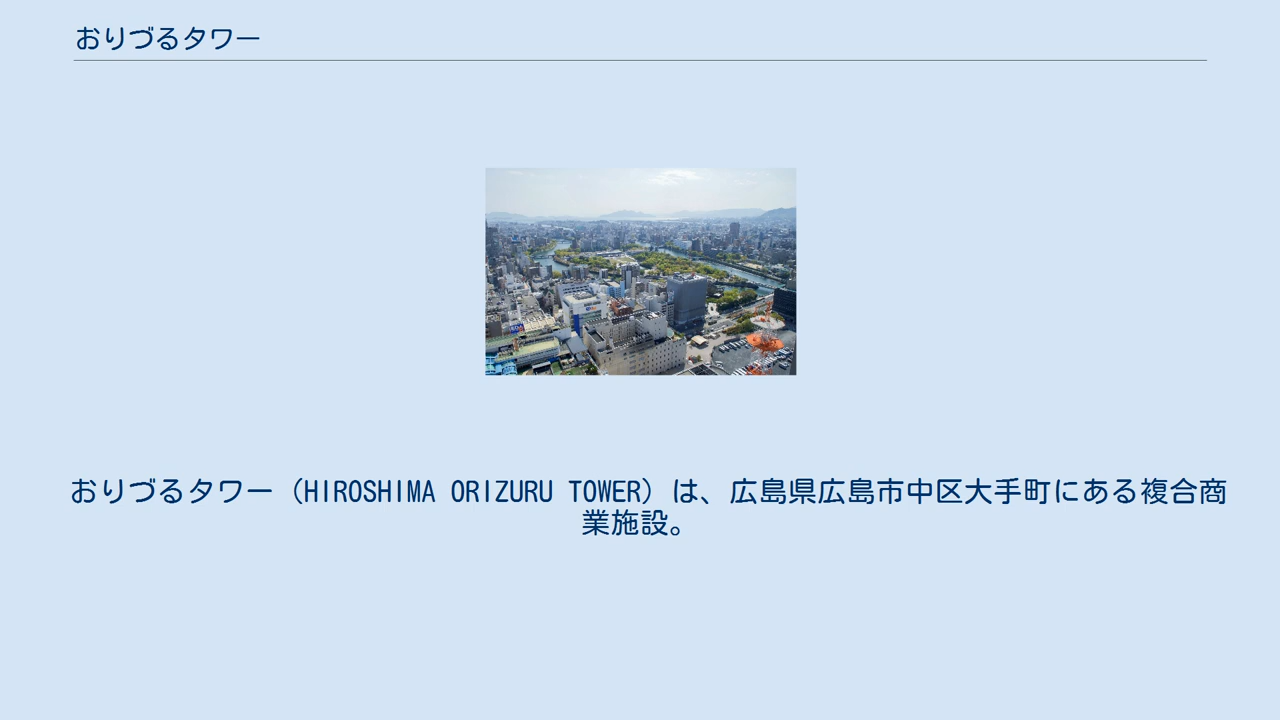 おりづるタワー
おりづるタワー（HIROSHIMA ORIZURU TOWER）は、広島県広島市中区大手町にある複合商
業施設。